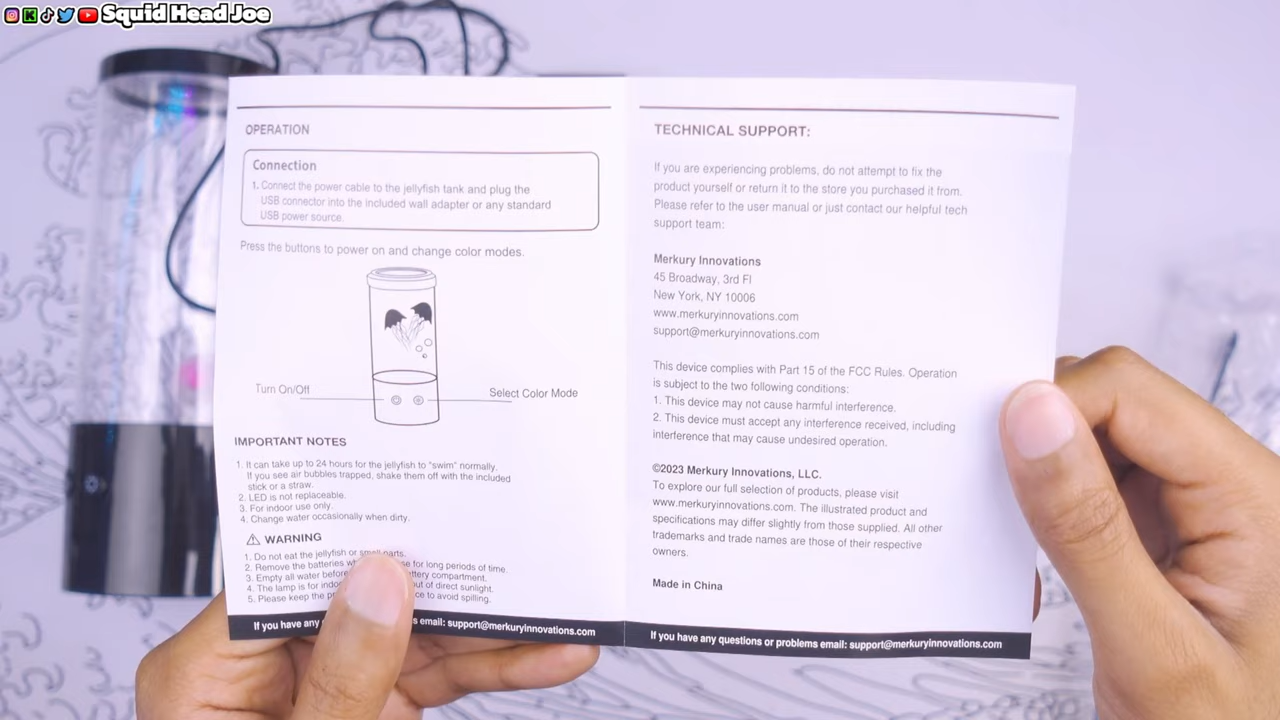 Squid Head Joe
OPERATION
Connection
1. Connect the power cable to the jellyfish tank and plug the
USB connector into the included wall adapter or any standard
USB power source.
Press the buttons to power on and change color modes.
Turn On/Off
Select Color Mode
IMPORTANT NOTES
1. It can take up to 24 hours for the jellyfish to "swim" normally.
If you see air bubbles trapped, shake them off with the included
stick or a straw.
2. LED is not replaceable.
3. For indoor use only.
4. Change water occasionally when dirty.
WARNING
1. Do not eat the jellyfish or small parts.
2. Remove the batteries for long periods of time.
3. Empty all water before compartment.
4. The lamp is for out of direct sunlight.
5. Please keep the to avoid spilling.
If you have any email: support@merkuryinnovations.com
TECHNICAL SUPPORT:
If you are experiencing problems, do not attempt to fix the
product yourself or return it to the store you purchased it from.
Please refer to the user manual or just contact our helpful tech
support team:
Merkury Innovations
45 Broadway, 3rd Fl
New York, NY 10006
www.merkuryinnovations.com
support@merkuryinnovations.com
This device complies with Part 15 of the FCC Rules. Operation
is subject to the two following conditions:
1. This device may not cause harmful interference.
2. This device must accept any interference received, including
interference that may cause undesired operation.
©2023 Merkury Innovations, LLC.
To explore our full selection of products, please visit
www.merkuryinnovations.com. The illustrated product and
specifications may differ slightly from those supplied. All other
trademarks and trade names are those of their respective
owners.
Made in China
If you have any questions or problems email: support@merkuryinnovations.com